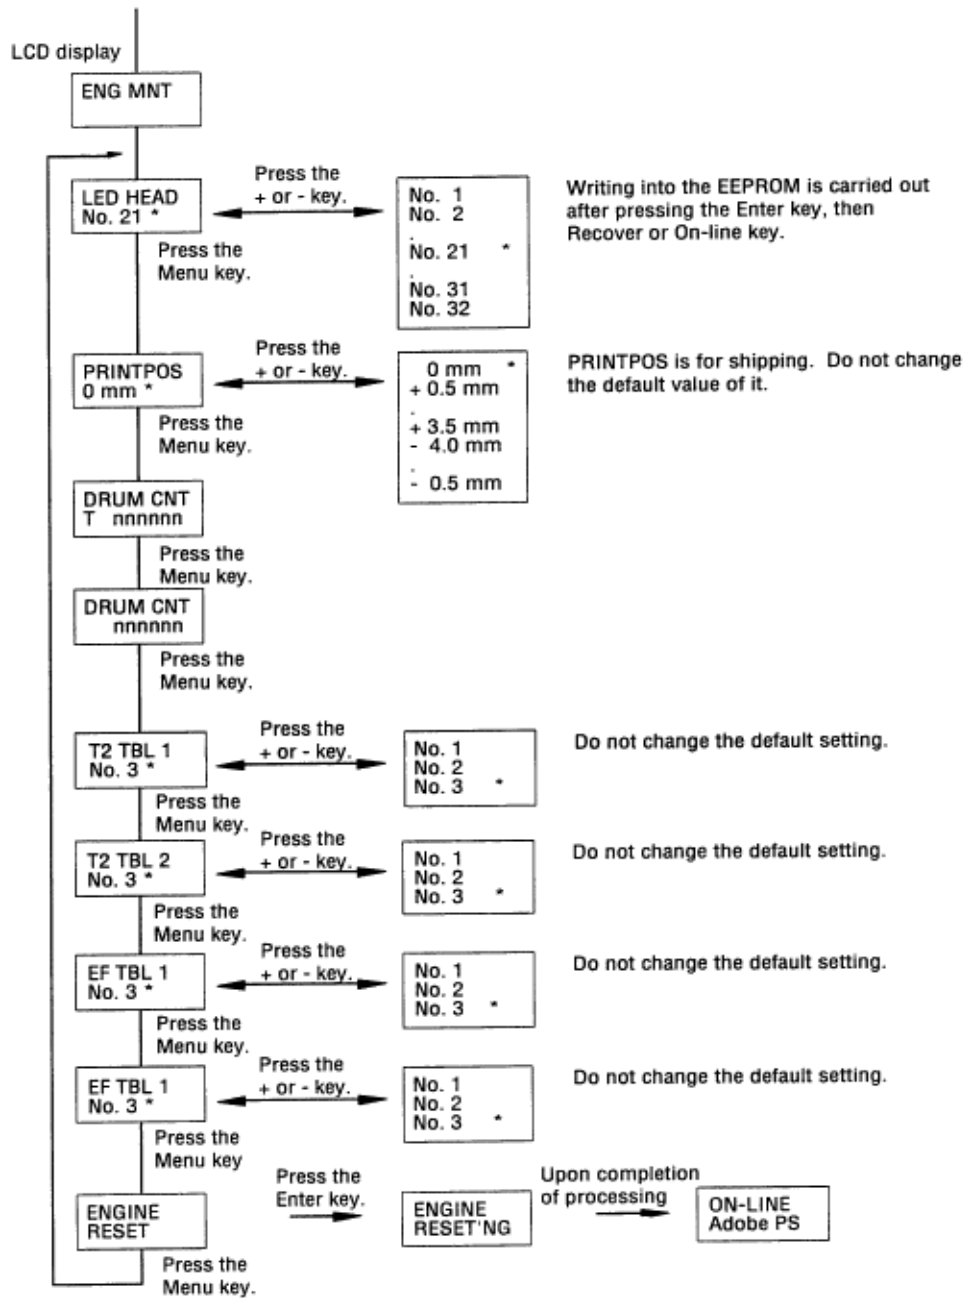 LCD display
ENG MNT
LED HEAD
No. 21 *
Press the
+ or - key.
No. 1
No. 2
.
No. 21 *
.
No. 31
No. 32
Writing into the EEPROM is carried out
after pressing the Enter key, then
Recover or On-line key.
Press the
Menu key.
PRINTPOS
0 mm *
Press the
+ or - key.
0 mm *
+ 0.5 mm
.
+ 3.5 mm
- 4.0 mm
.
- 0.5 mm
PRINTPOS is for shipping. Do not change
the default value of it.
Press the
Menu key.
DRUM CNT
T nnnnnn
Press the
Menu key.
DRUM CNT
nnnnnn
Press the
Menu key.
T2 TBL 1
No. 3 *
Press the
+ or - key.
No. 1
No. 2
No. 3 *
Do not change the default setting.
Press the
Menu key.
T2 TBL 2
No. 3 *
Press the
+ or - key.
No. 1
No. 2
No. 3 *
Do not change the default setting.
Press the
Menu key.
EF TBL 1
No. 3 *
Press the
+ or - key.
No. 1
No. 2
No. 3 *
Do not change the default setting.
Press the
Menu key.
EF TBL 1
No. 3 *
Press the
+ or - key.
No. 1
No. 2
No. 3 *
Do not change the default setting.
Press the
Menu key
ENGINE
RESET
Press the
Enter key.
ENGINE
RESET'NG
Upon completion
of processing
ON-LINE
Adobe PS
Press the
Menu key.